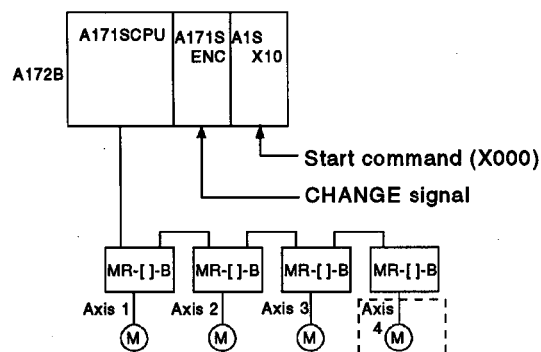 A171SCPU A171S A1S
ENC X10
A172B
Start command (X000)
CHANGE signal
MR-[ ]-B MR-[ ]-B MR-[ ]-B MR-[ ]-B
Axis 1 Axis 2 Axis 3 Axis
4
M M M M